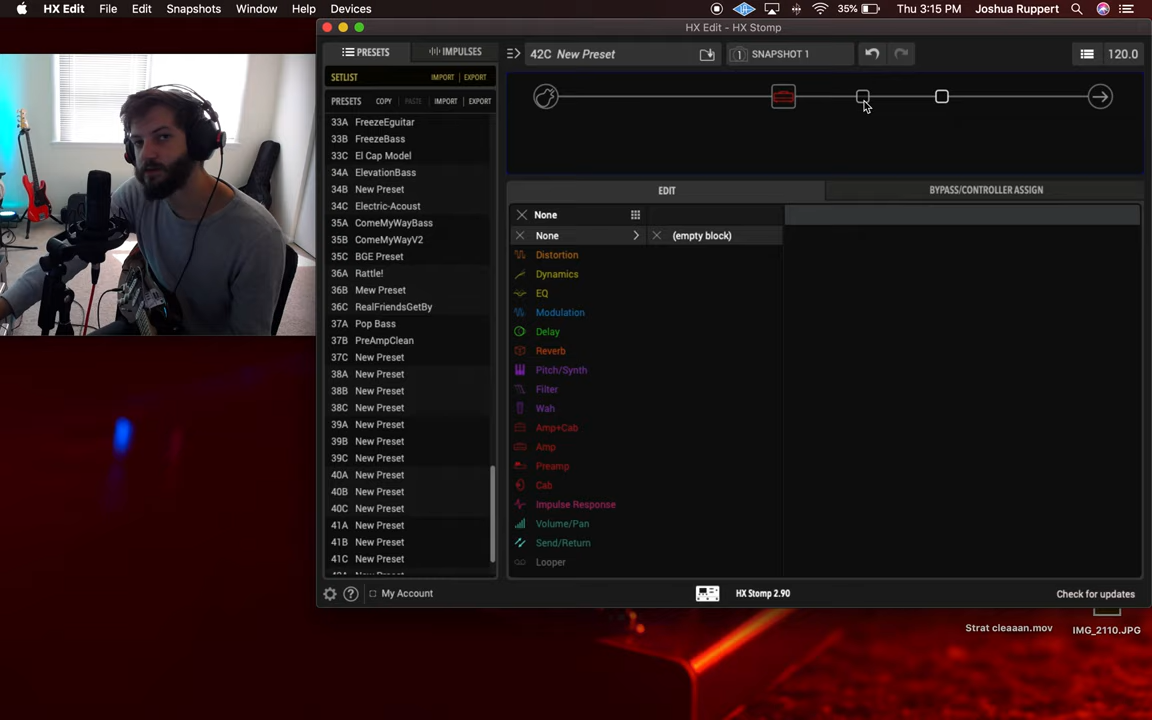 HX Edit File Edit Snapshots Window Help Devices 35% Thu 3:15 PM Joshua Ruppert
HX Edit - HX Stomp
PRESETS IMPULSES 42C New Preset 1 SNAPSHOT 1 120.0
SETLIST IMPORT EXPORT
PRESETS COPY PASTE IMPORT EXPORT
33A FreezeEguitar
33B FreezeBass
33C El Cap Model
34A ElevationBass
34B New Preset
34C Electric-Acoust
35A ComeMyWayBass
35B ComeMyWayV2
35C BGE Preset
36A Rattle!
36B Mew Preset
36C RealFriendsGetBy
37A Pop Bass
37B PreAmpClean
37C New Preset
38A New Preset
38B New Preset
38C New Preset
39A New Preset
39B New Preset
39C New Preset
40A New Preset
40B New Preset
40C New Preset
41A New Preset
41B New Preset
41C New Preset
EDIT BYPASS/CONTROLLER ASSIGN
None
None (empty block)
Distortion
Dynamics
EQ
Modulation
Delay
Reverb
Pitch/Synth
Filter
Wah
Amp+Cab
Amp
Preamp
Cab
Impulse Response
Volume/Pan
Send/Return
Looper
My Account HX Stomp 2.90 Check for updates
Strat cleaaan.mov IMG_2110.JPG